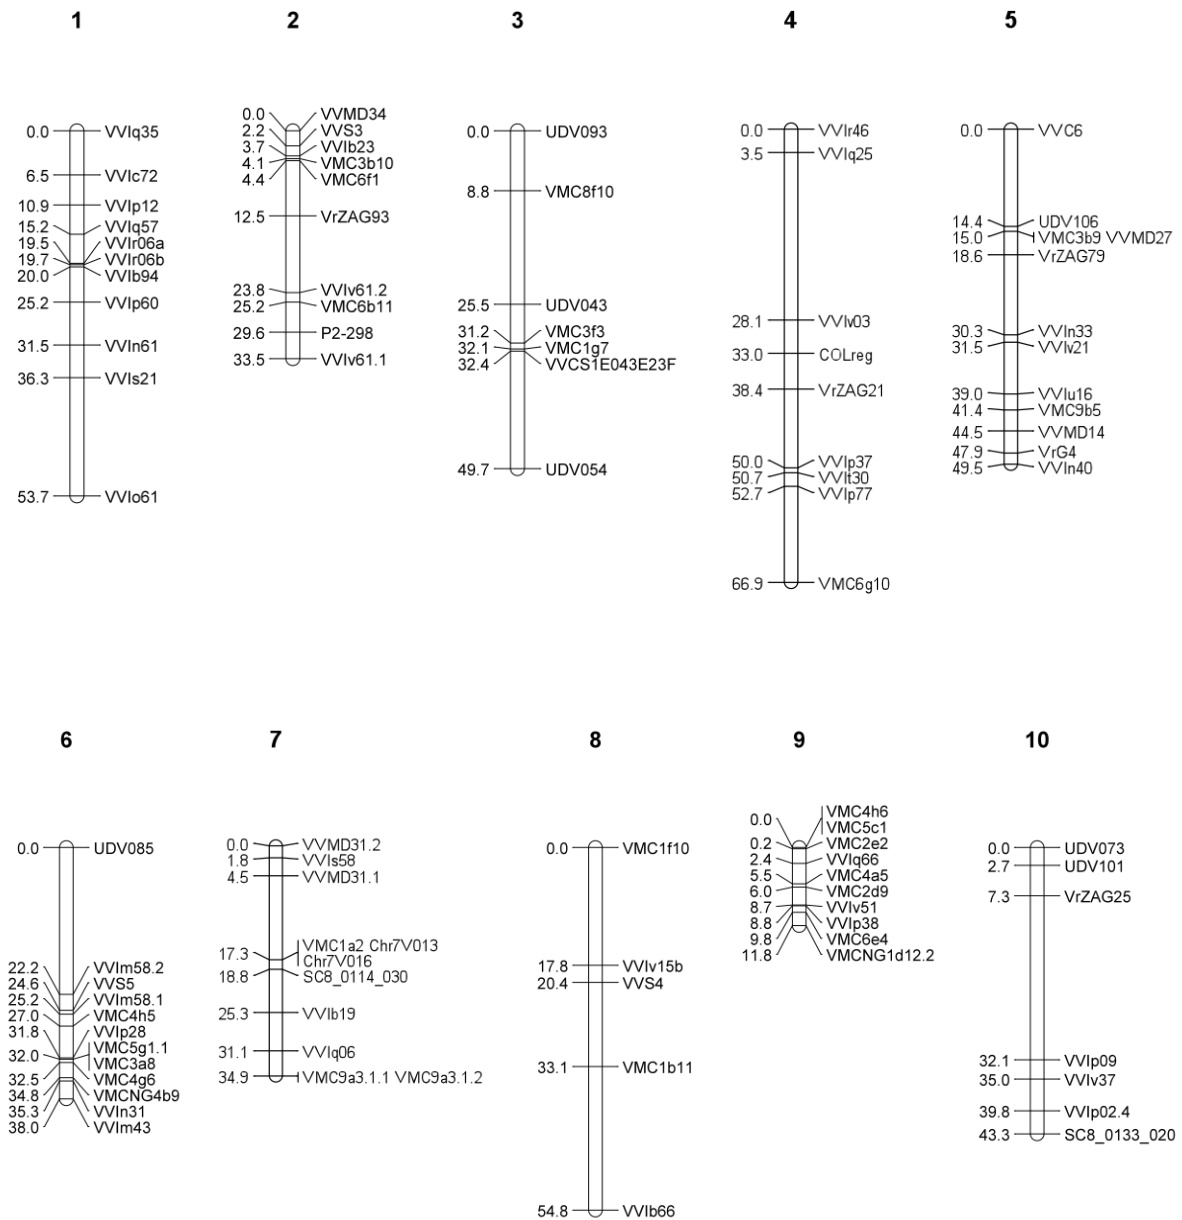 1
0.0 VVIq35
6.5 VVIc72
10.9 VVIp12
15.2 VVIq57
19.5 VVIr06a
19.7 VVIr06b
20.0 VVIb94
25.2 VVIp60
31.5 VVIn61
36.3 VVIs21
53.7 VVIo61
2
0.0 VVMD34
2.2 VVS3
3.7 VVIb23
4.1 VMC3b10
4.4 VMC6f1
12.5 VrZAG93
23.8 VVIv61.2
25.2 VMC6b11
29.6 P2-298
33.5 VVIv61.1
3
0.0 UDV093
8.8 VMC8f10
25.5 UDV043
31.2 VMC3f3
32.1 VMC1g7
32.4 VVCS1E043E23F
49.7 UDV054
4
0.0 VVIr46
3.5 VVIq25
28.1 VVIv03
33.0 COLreg
38.4 VrZAG21
50.0 VVIp37
50.7 VVIt30
52.7 VVIp77
66.9 VMC6g10
5
0.0 VVC6
14.4 UDV106
15.0 VMC3b9 VVMD27
18.6 VrZAG79
30.3 VVIn33
31.5 VVIv21
39.0 VVIu16
41.4 VMC9b5
44.5 VVMD14
47.9 VrG4
49.5 VVIn40
6
0.0 UDV085
22.2 VVIm58.2
24.6 VVS5
25.2 VVIm58.1
27.0 VMC4h5
31.8 VVIp28
32.0 VMC5g1.1
VMC3a8
32.5 VMC4g6
34.8 VMCNG4b9
35.3 VVIn31
38.0 VVIm43
7
0.0 VVMD31.2
1.8 VVIs58
4.5 VVMD31.1
17.3 VMC1a2 Chr7V013
Chr7V016
18.8 SC8_0114_030
25.3 VVIb19
31.1 VVIq06
34.9 VMC9a3.1.1 VMC9a3.1.2
8
0.0 VMC1f10
17.8 VVIv15b
20.4 VVS4
33.1 VMC1b11
54.8 VVIb66
9
0.0 VMC4h6
VMC5c1
0.2 VMC2e2
2.4 VVIq66
5.5 VMC4a5
6.0 VMC2d9
8.7 VVIv51
8.8 VVIp38
9.8 VMC6e4
11.8 VMCNG1d12.2
10
0.0 UDV073
2.7 UDV101
7.3 VrZAG25
32.1 VVIp09
35.0 VVIv37
39.8 VVIp02.4
43.3 SC8_0133_020